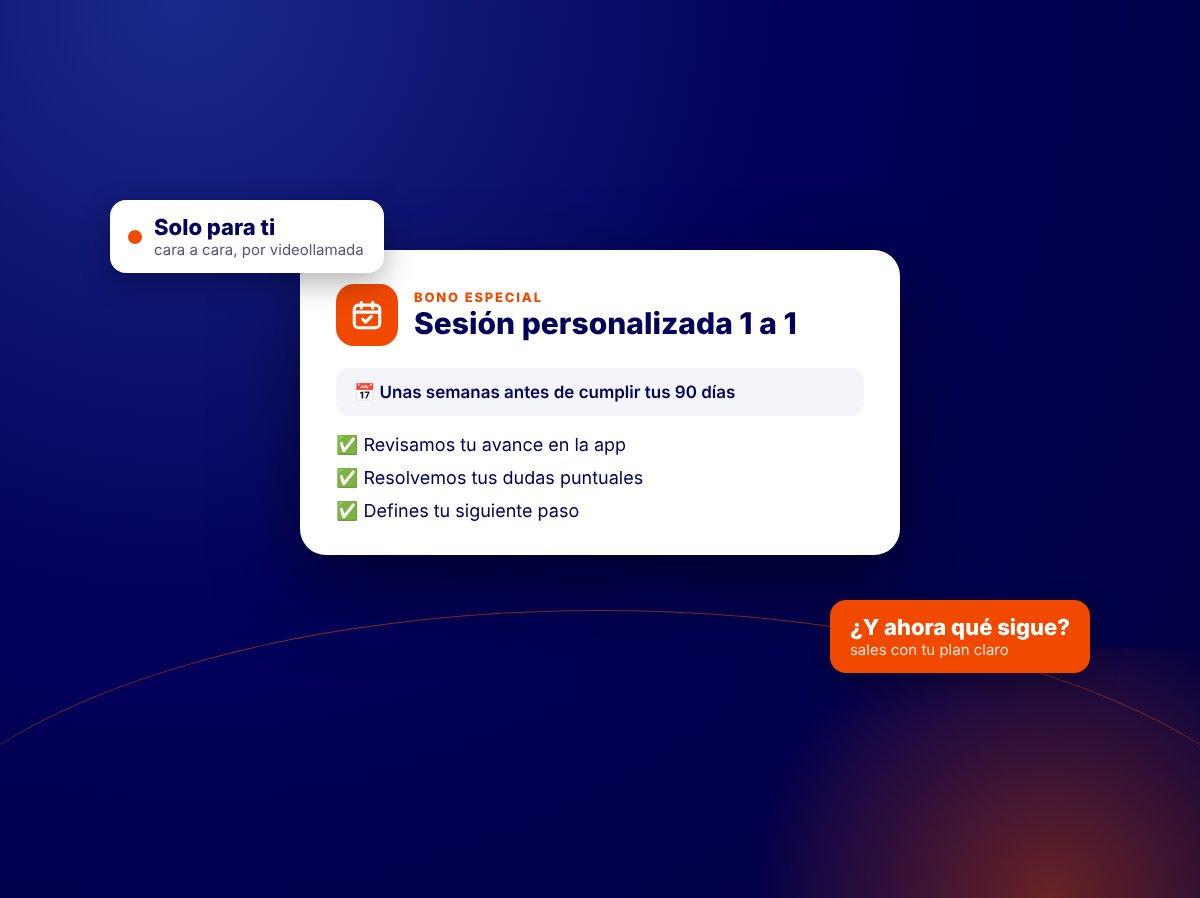 Solo para ti
cara a cara, por videollamada
BONO ESPECIAL
Sesión personalizada 1 a 1
📅 Unas semanas antes de cumplir tus 90 días
✅ Revisamos tu avance en la app
✅ Resolvemos tus dudas puntuales
✅ Defines tu siguiente paso
¿Y ahora qué sigue?
sales con tu plan claro